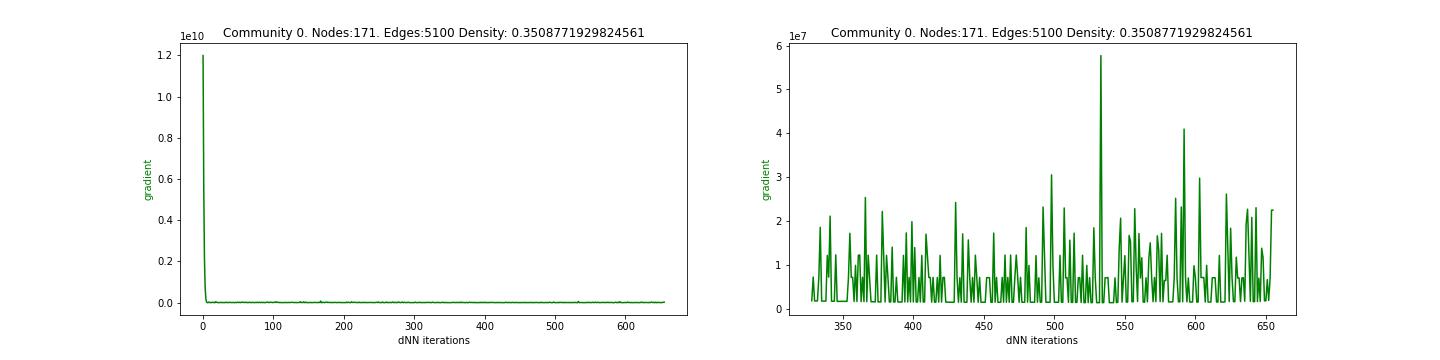 Community 0. Nodes:171. Edges:5100 Density: 0.3508771929824561
1e10
1.2
1.0
0.8
0.6
0.4
0.2
0.0
gradient
0 100 200 300 400 500 600
dNN iterations
Community 0. Nodes:171. Edges:5100 Density: 0.3508771929824561
1e7
6
5
4
3
2
1
0
gradient
350 400 450 500 550 600 650
dNN iterations